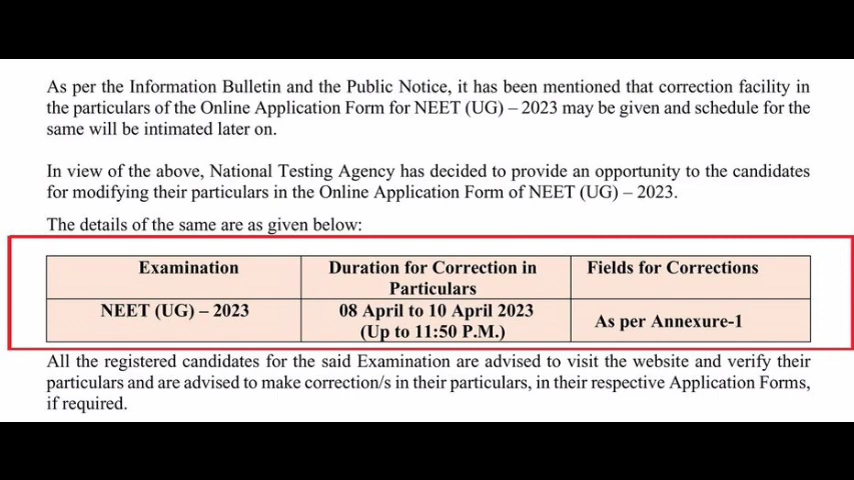 As per the Information Bulletin and the Public Notice, it has been mentioned that correction facility in
the particulars of the Online Application Form for NEET (UG) – 2023 may be given and schedule for the
same will be intimated later on.
In view of the above, National Testing Agency has decided to provide an opportunity to the candidates
for modifying their particulars in the Online Application Form of NEET (UG) – 2023.
The details of the same are as given below:
Examination
Duration for Correction in
Particulars
Fields for Corrections
NEET (UG) – 2023
08 April to 10 April 2023
(Up to 11:50 P.M.)
As per Annexure-1
All the registered candidates for the said Examination are advised to visit the website and verify their
particulars and are advised to make correction/s in their particulars, in their respective Application Forms,
if required.